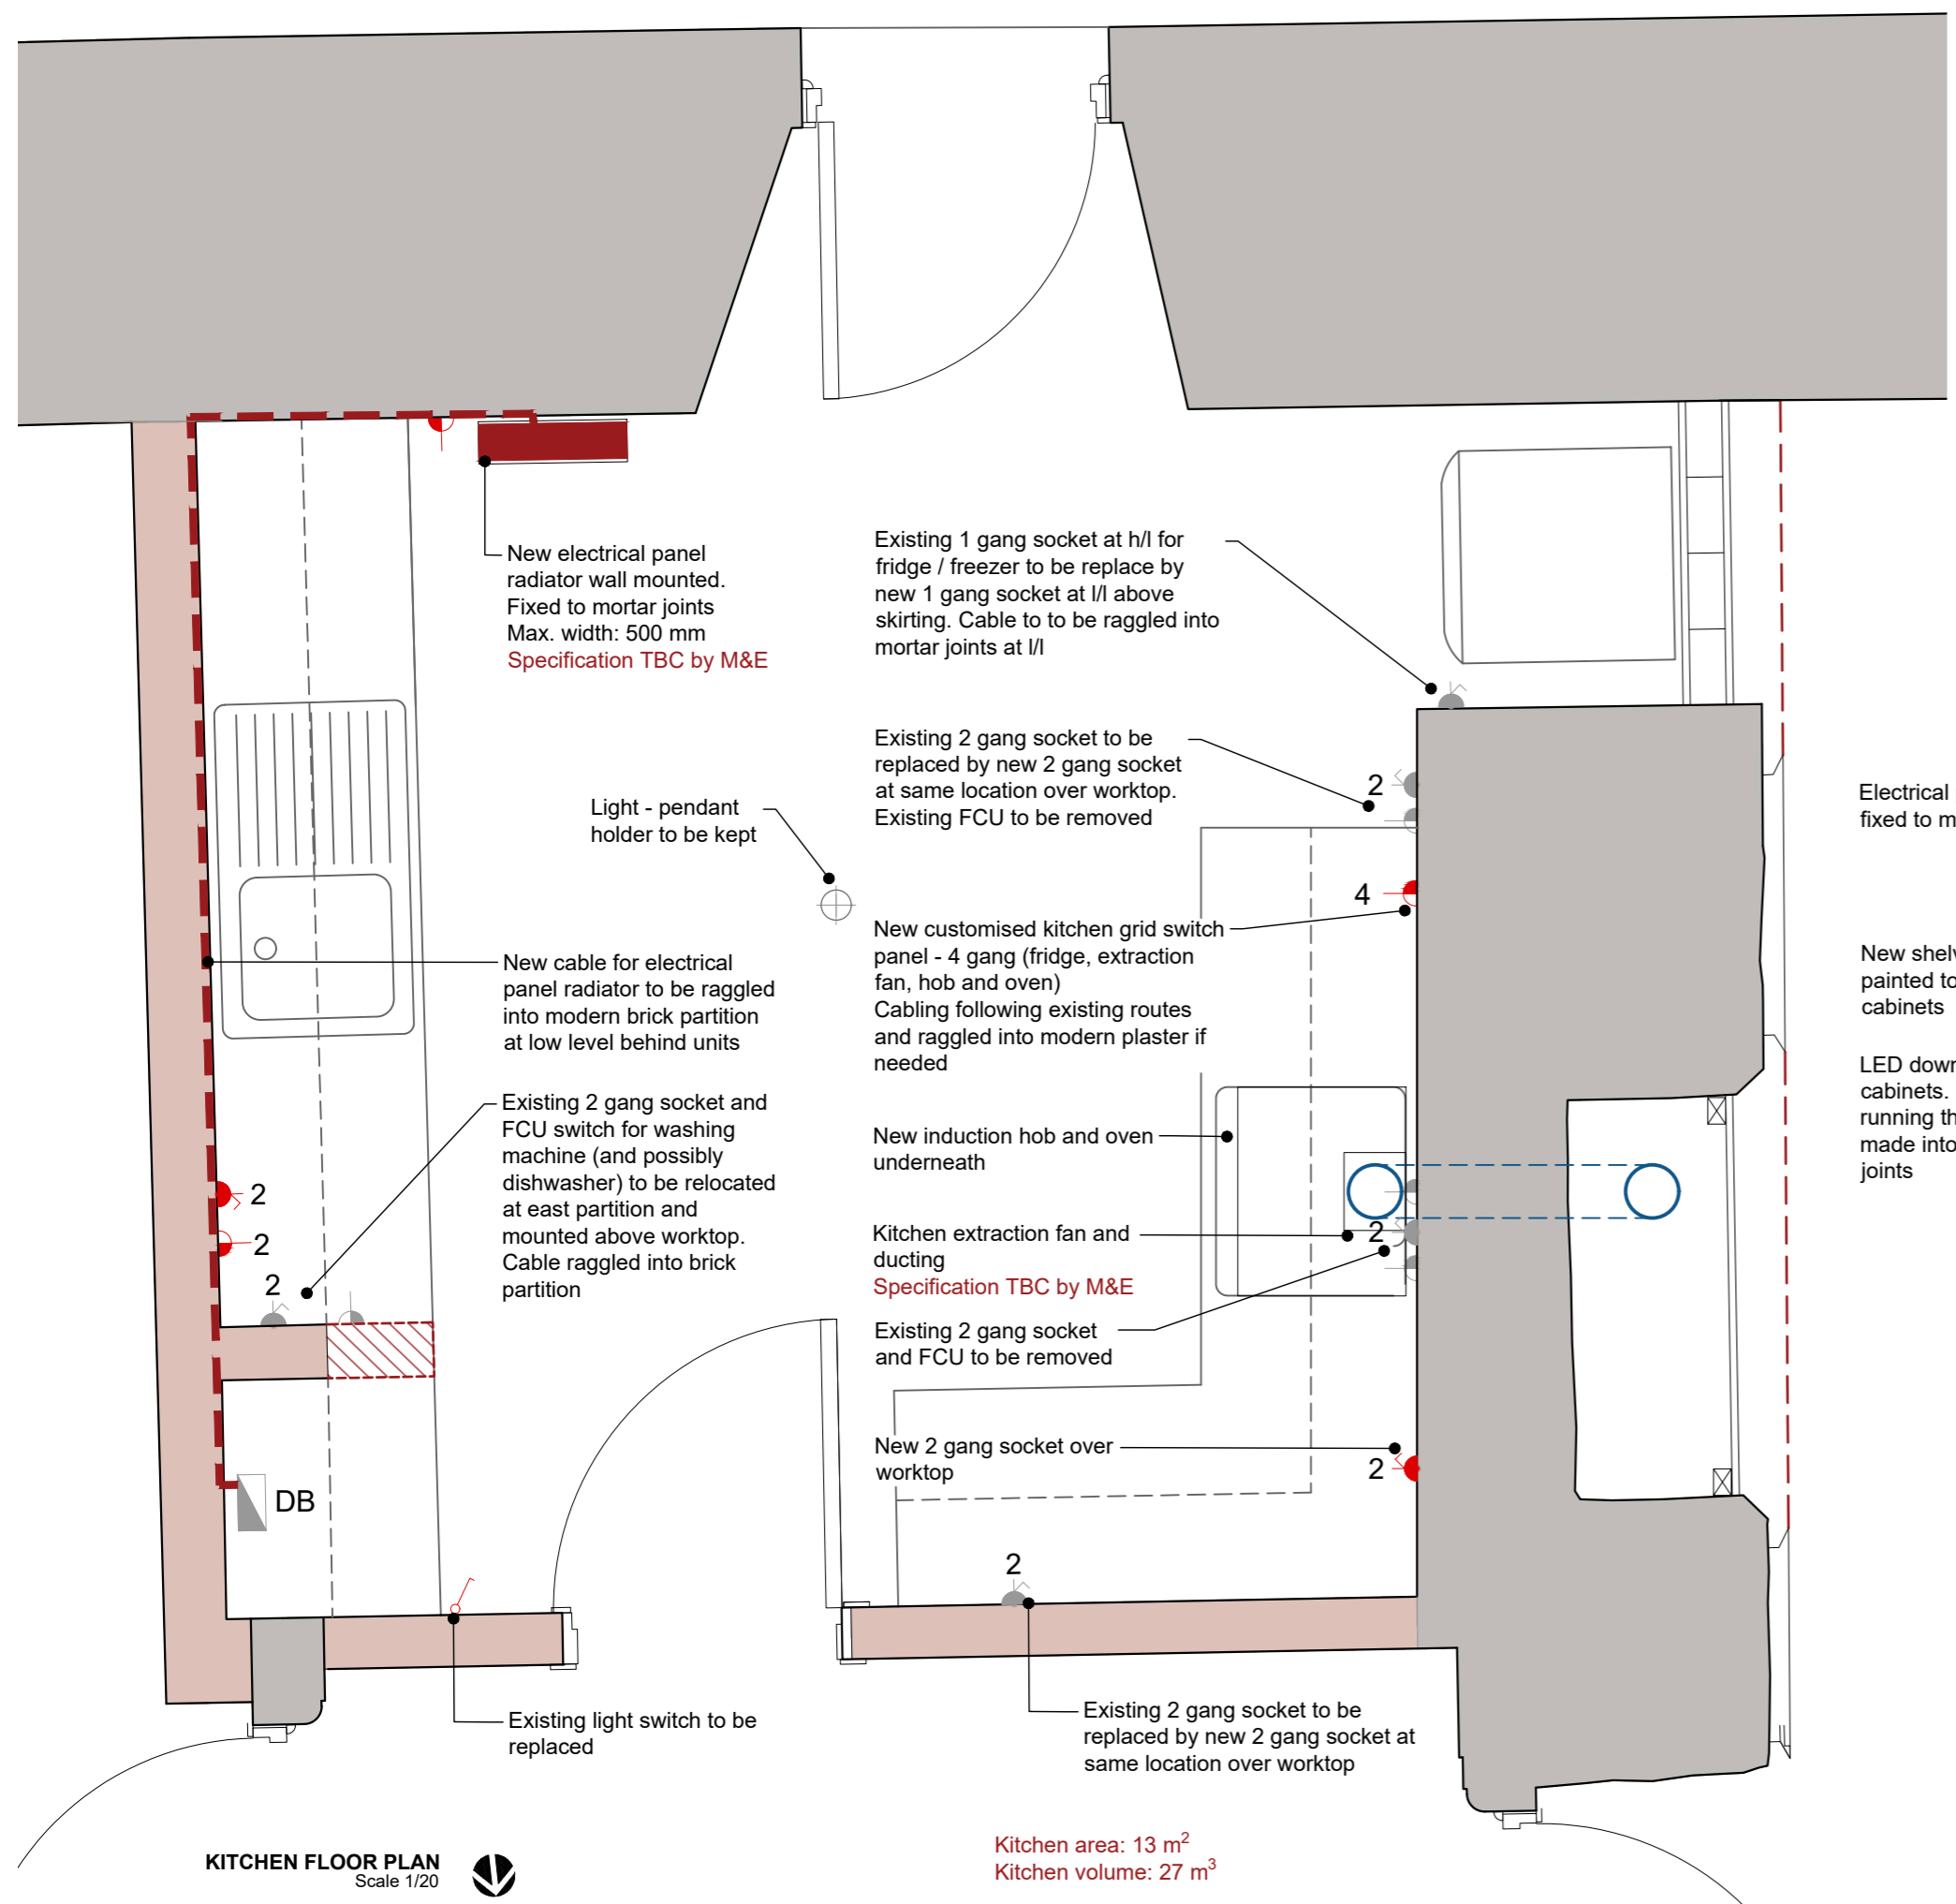 New electrical panel
radiator wall mounted.
Fixed to mortar joints
Max. width: 500 mm
Specification TBC by M&E
Existing 1 gang socket at h/l for
fridge / freezer to be replace by
new 1 gang socket at l/l above
skirting. Cable to to be raggled into
mortar joints at l/l
Existing 2 gang socket to be
replaced by new 2 gang socket
at same location over worktop.
Existing FCU to be removed
2
Light - pendant
holder to be kept
Electrical
fixed to m
4
New customised kitchen grid switch
panel - 4 gang (fridge, extraction
fan, hob and oven)
Cabling following existing routes
and raggled into modern plaster if
needed
New cable for electrical
panel radiator to be raggled
into modern brick partition
at low level behind units
New shelv
painted to
cabinets
LED down
cabinets.
running th
made into
joints
Existing 2 gang socket and
FCU switch for washing
machine (and possibly
dishwasher) to be relocated
at east partition and
mounted above worktop.
Cable raggled into brick
partition
New induction hob and oven
underneath
2
2
2
Kitchen extraction fan and
ducting
Specification TBC by M&E
2
Existing 2 gang socket
and FCU to be removed
New 2 gang socket over
worktop
2
DB
2
Existing light switch to be
replaced
Existing 2 gang socket to be
replaced by new 2 gang socket at
same location over worktop
KITCHEN FLOOR PLAN
Scale 1/20
Kitchen area: 13 m²
Kitchen volume: 27 m³